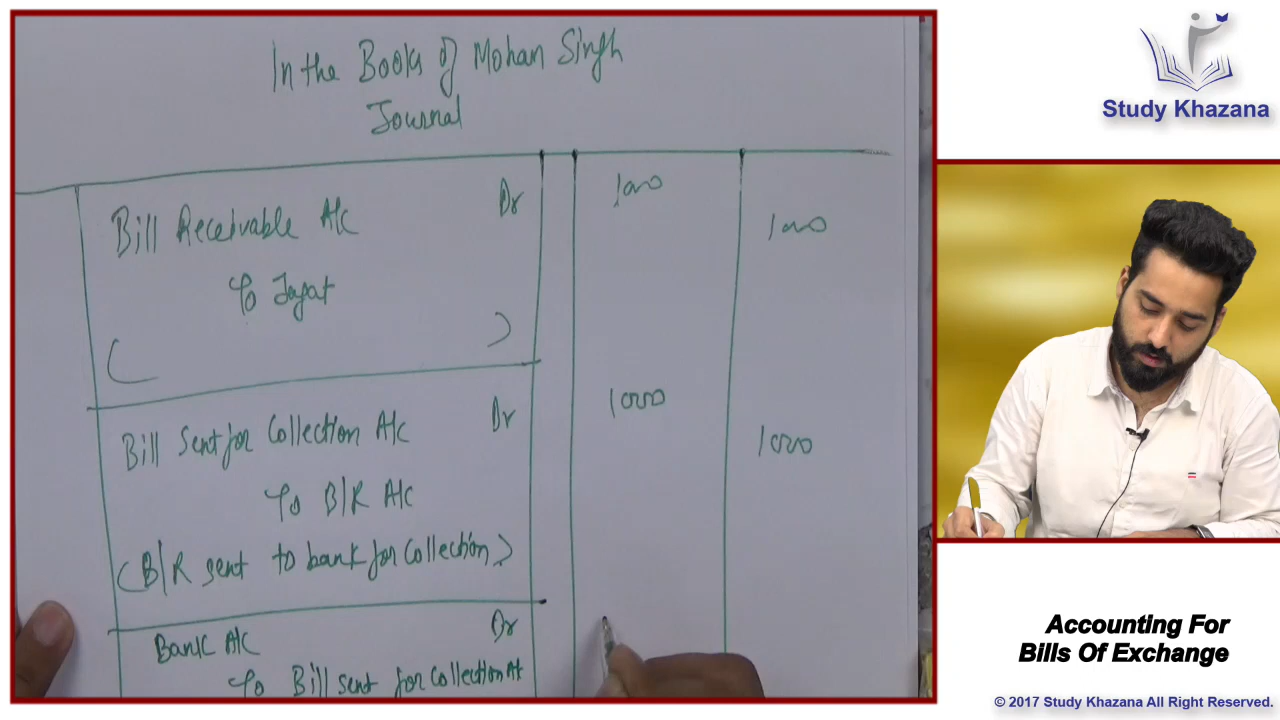 In the Books of Mohan Singh
Journal
Bill Receivable A/c Dr 1000
To Jagat 1000
( )
Bill Sent for Collection A/c Dr 1000
To B/R A/c 1000
(B/R sent to bank for Collection)
Bank A/c Dr
To Bill sent for Collection A/c
Study Khazana
Accounting For
Bills Of Exchange
© 2017 Study Khazana All Right Reserved.